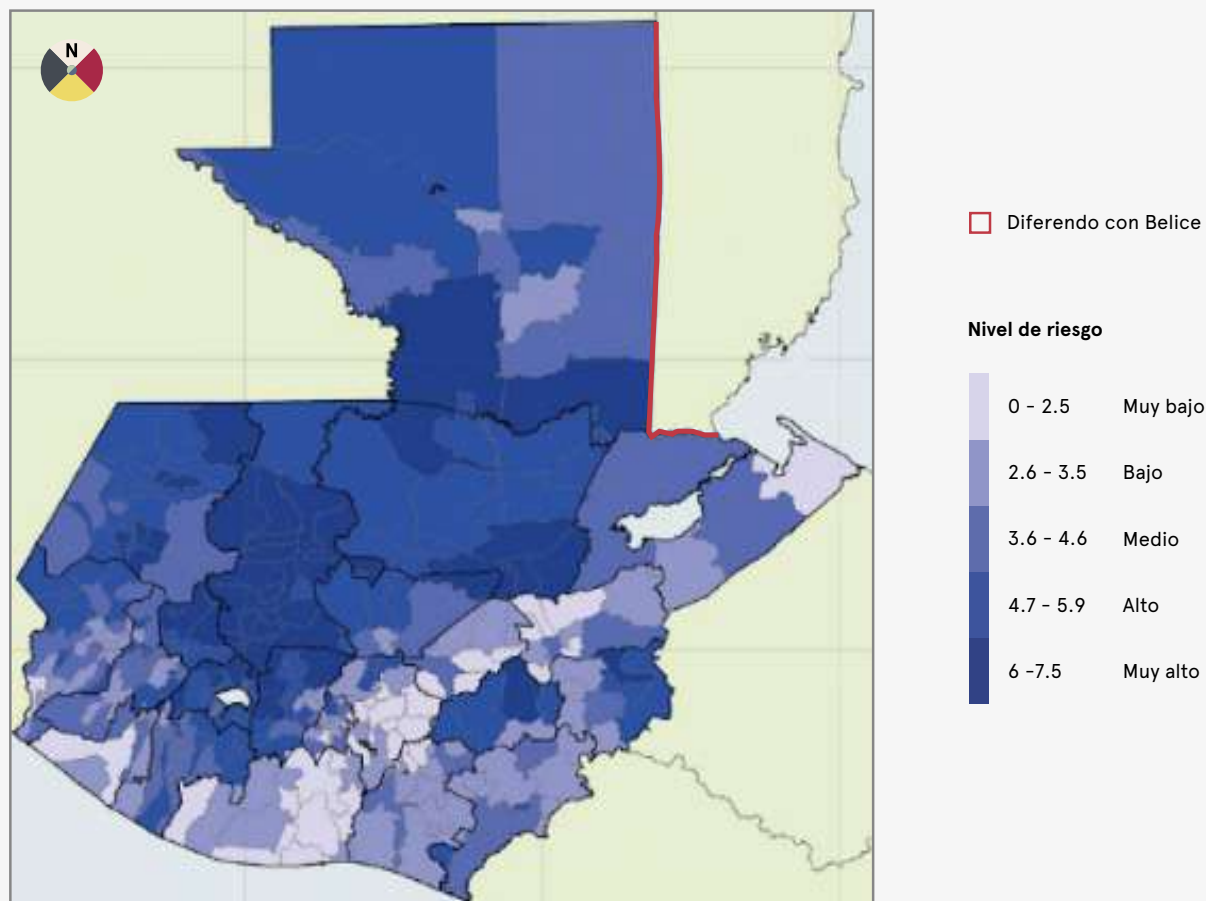 N
Diferendo con Belice
Nivel de riesgo
0 - 2.5 Muy bajo
2.6 - 3.5 Bajo
3.6 - 4.6 Medio
4.7 - 5.9 Alto
6 -7.5 Muy alto